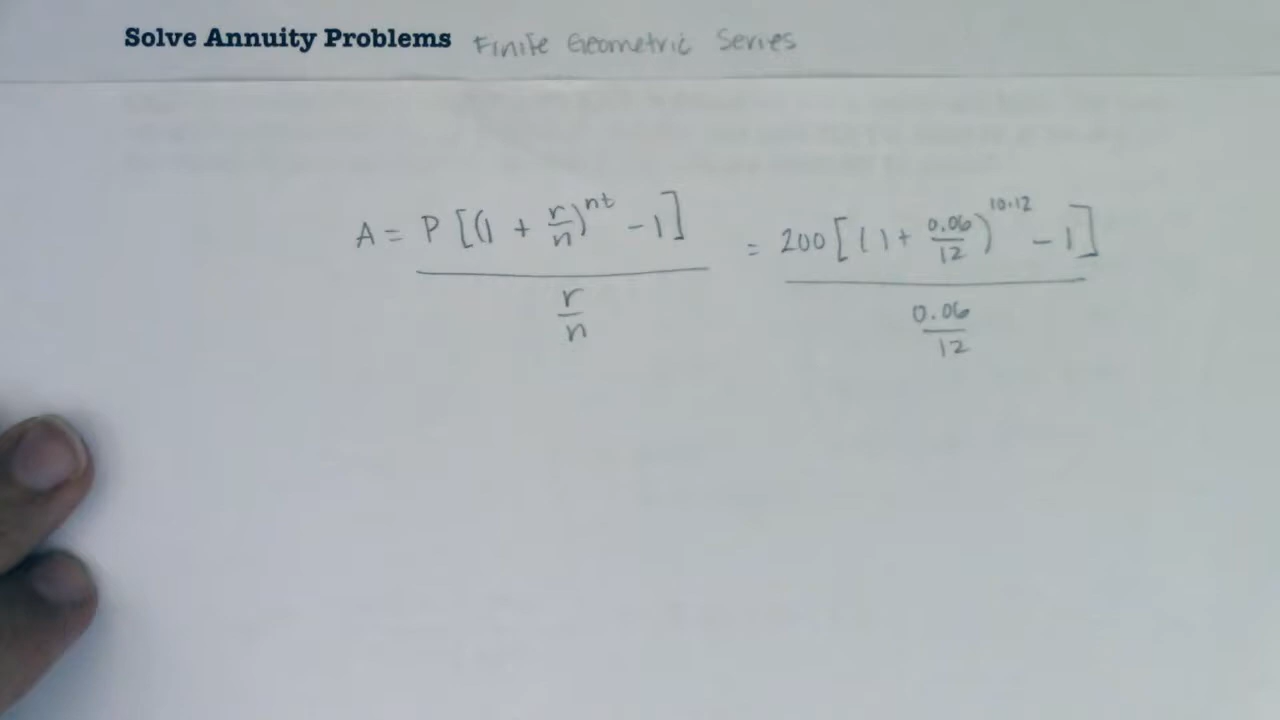 Solve Annuity Problems Finite Geometric Series
A = P[(1 + r/n)^nt - 1] / r/n = 200[(1 + 0.06/12)^10·12 - 1] / 0.06/12